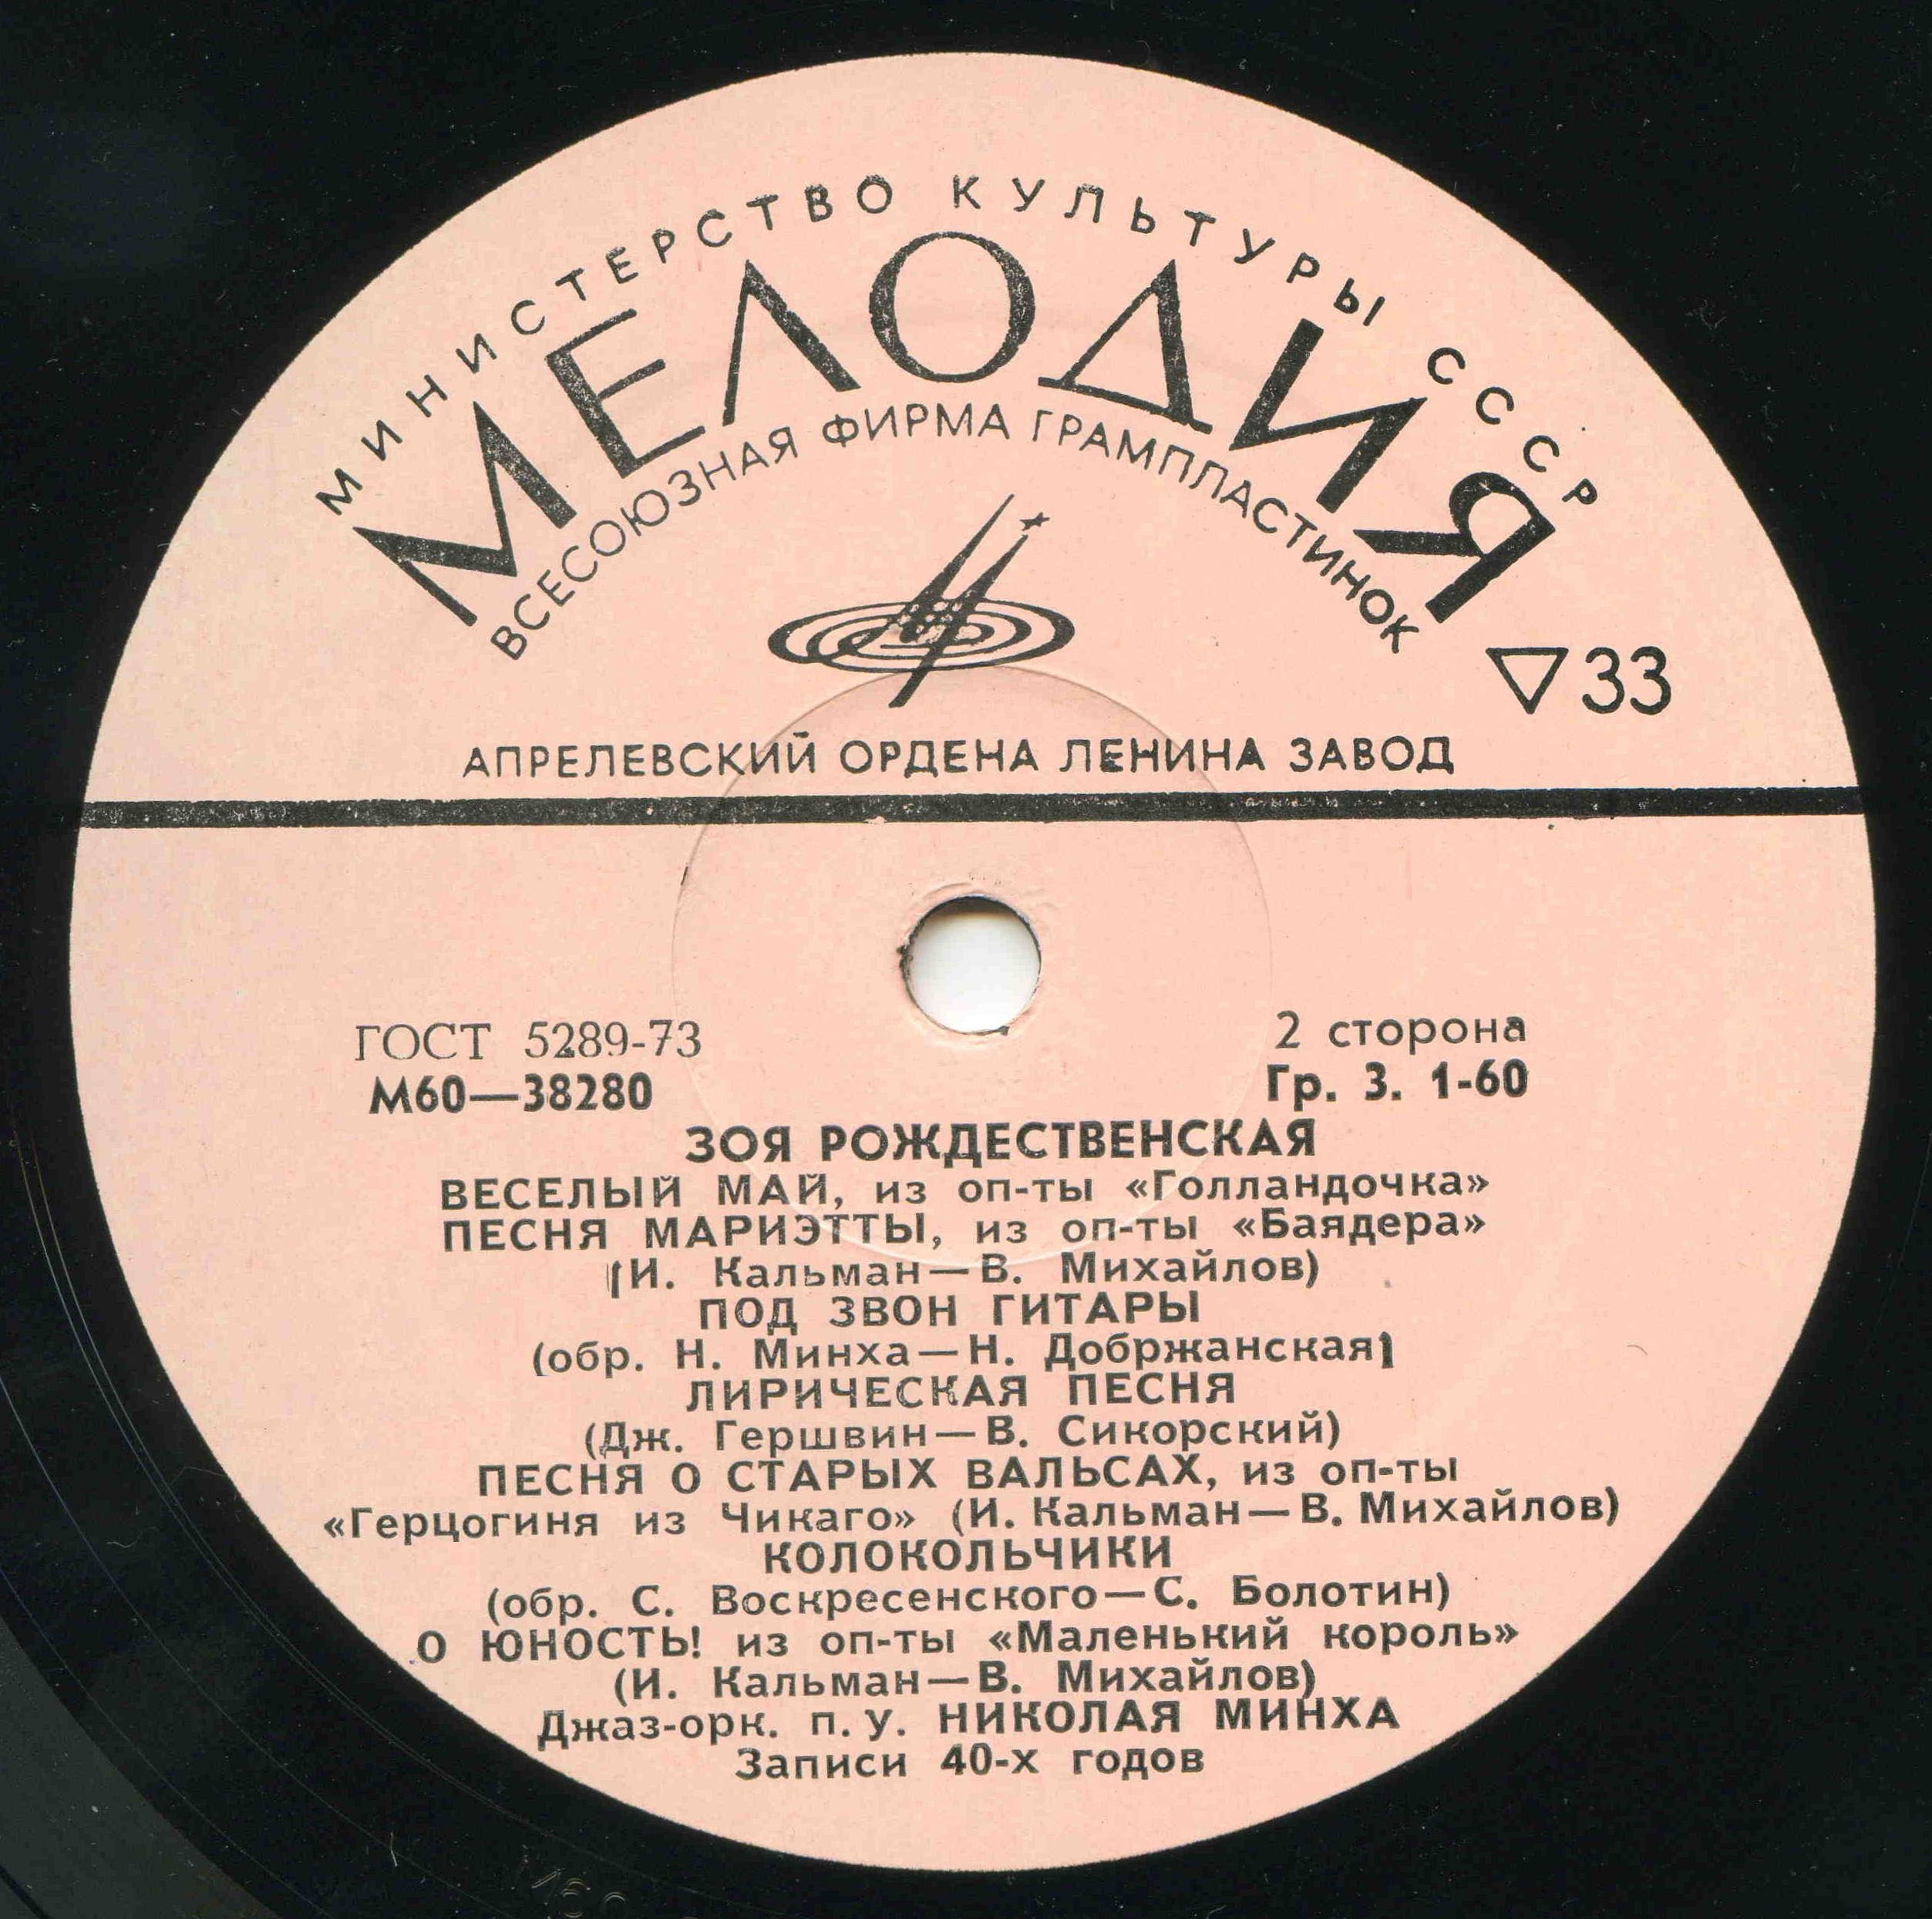 МИНИСТЕРСТВО КУЛЬТУРЫ СССР
МЕЛОДИЯ
ВСЕСОЮЗНАЯ ФИРМА ГРАМПЛАСТИНОК
▽33
АПРЕЛЕВСКИЙ ОРДЕНА ЛЕНИНА ЗАВОД
ГОСТ 5289-73
2 сторона
М60—38280
Гр. 3. 1-60
ЗОЯ РОЖДЕСТВЕНСКАЯ
ВЕСЕЛЫЙ МАЙ, из оп-ты «Голландочка»
ПЕСНЯ МАРИЭТТЫ, из оп-ты «Баядера»
(И. Кальман—В. Михайлов)
ПОД ЗВОН ГИТАРЫ
(обр. Н. Минха—Н. Добржанская)
ЛИРИЧЕСКАЯ ПЕСНЯ
(Дж. Гершвин—В. Сикорский)
ПЕСНЯ О СТАРЫХ ВАЛЬСАХ, из оп-ты
«Герцогиня из Чикаго» (И. Кальман—В. Михайлов)
КОЛОКОЛЬЧИКИ
(обр. С. Воскресенского—С. Болотин)
О ЮНОСТЬ! из оп-ты «Маленький король»
(И. Кальман—В. Михайлов)
Джаз-орк. п. у. НИКОЛАЯ МИНХА
Записи 40-х годов